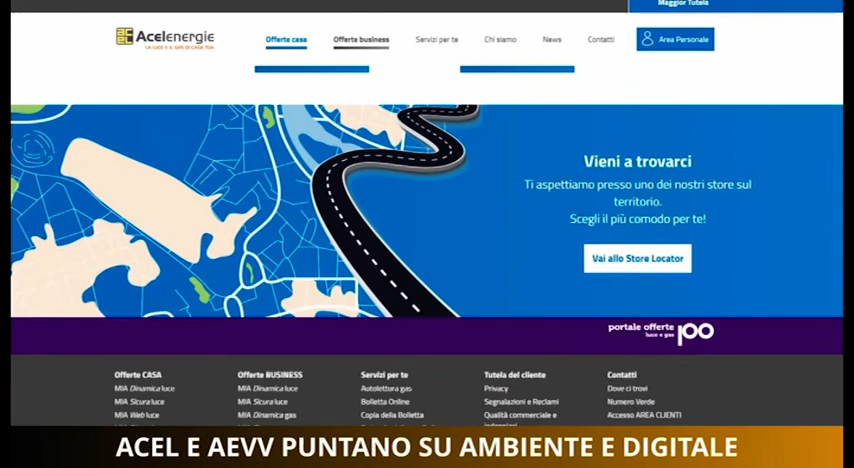 Maggior Tutela
Acelenergie
LA LUCE E IL GAS DI CASA TUA
Offerte casa
Offerte business
Servizi per te
Chi siamo
News
Contatti
Area Personale
Vieni a trovarci
Ti aspettiamo presso uno dei nostri store sul
territorio.
Scegli il più comodo per te!
Vai allo Store Locator
portale offerte
luce e gas
100
Offerte CASA
MIA Dinamica luce
MIA Sicura luce
MIA Web luce
Offerte BUSINESS
MIA Dinamica luce
MIA Sicura luce
MIA Dinamica gas
Servizi per te
Autolettora gas
Bolletta Online
Copia della Bolletta
Tutela del cliente
Privacy
Segnalazioni e Reclami
Qualità commerciale e
Contatti
Dove ci trovi
Numero Verde
Accesso AREA CLIENTI
ACEL E AEVV PUNTANO SU AMBIENTE E DIGITALE